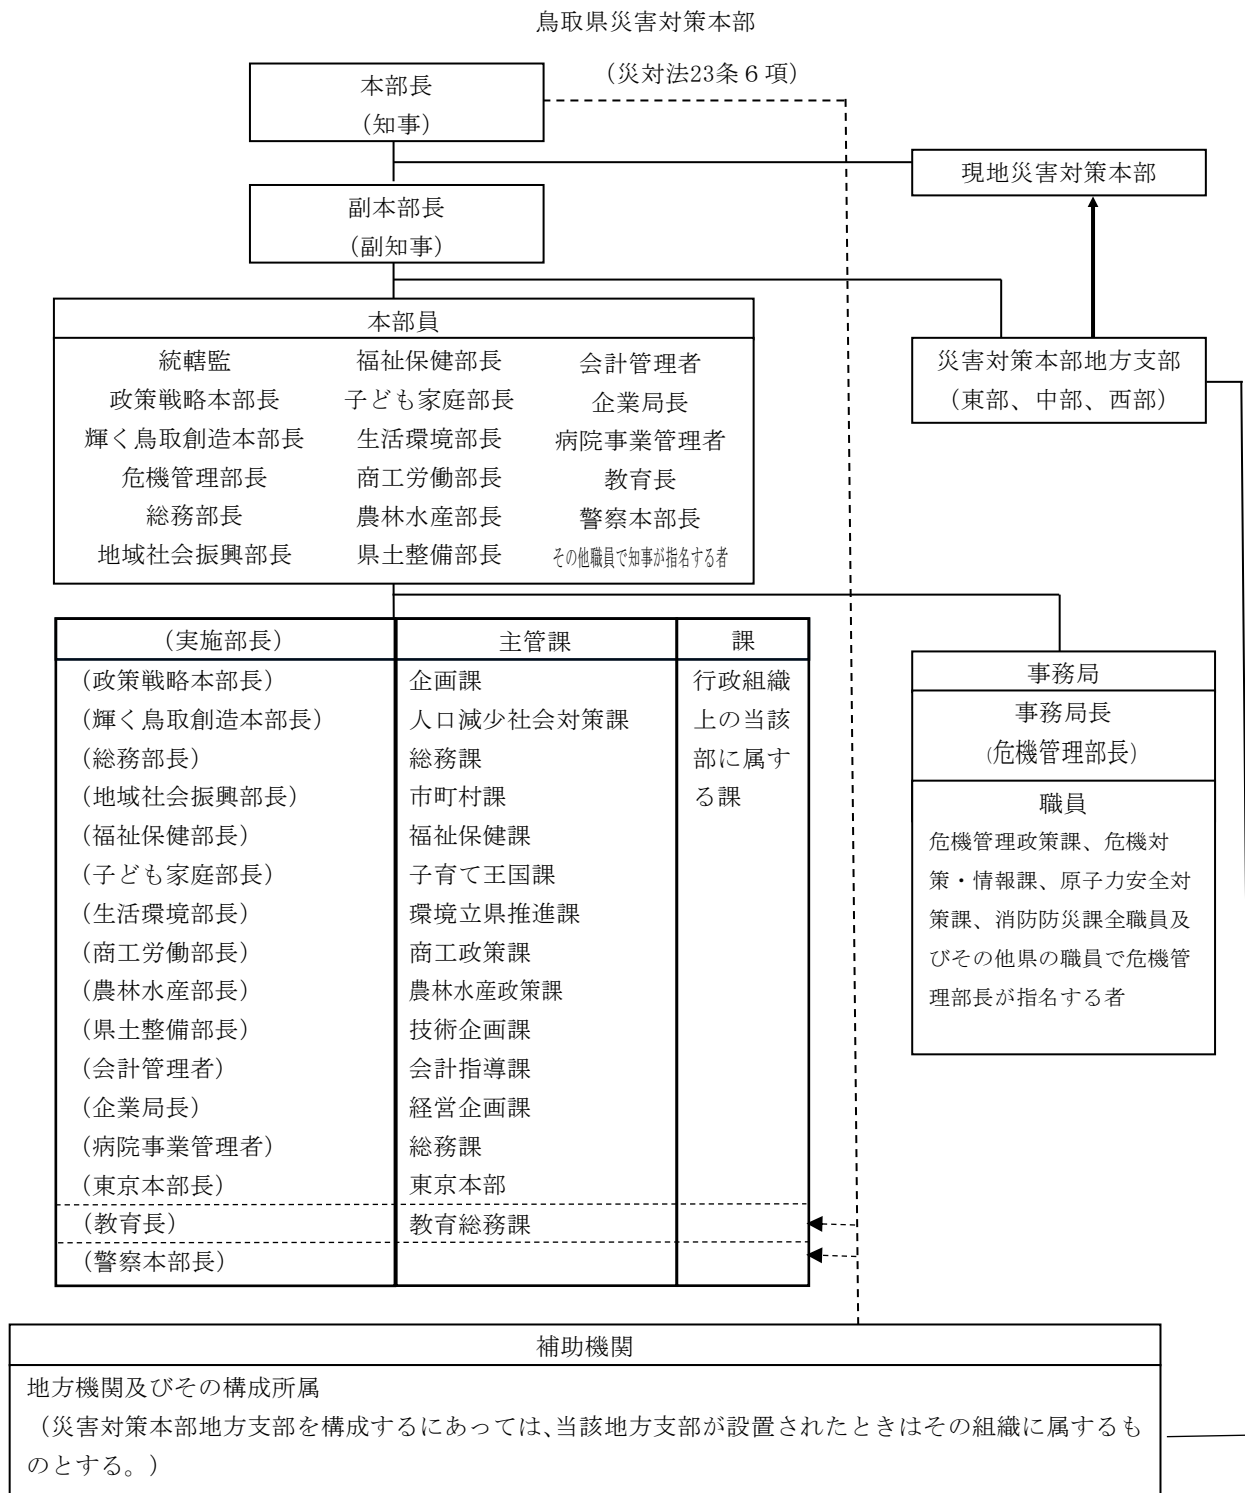 鳥取県災害対策本部
本部長
（知事）
（災対法23条６項）
現地災害対策本部
副本部長
（副知事）
本部員
統轄監
政策戦略本部長
輝く鳥取創造本部長
危機管理部長
総務部長
地域社会振興部長
福祉保健部長
子ども家庭部長
生活環境部長
商工労働部長
農林水産部長
県土整備部長
会計管理者
企業局長
病院事業管理者
教育長
警察本部長
その他職員で知事が指名する者
災害対策本部地方支部
（東部、中部、西部）
（実施部長） 主管課 課
（政策戦略本部長） 企画課 行政組織
（輝く鳥取創造本部長） 人口減少社会対策課 上の当該
（総務部長） 総務課 部に属す
（地域社会振興部長） 市町村課 る課
（福祉保健部長） 福祉保健課
（子ども家庭部長） 子育て王国課
（生活環境部長） 環境立県推進課
（商工労働部長） 商工政策課
（農林水産部長） 農林水産政策課
（県土整備部長） 技術企画課
（会計管理者） 会計指導課
（企業局長） 経営企画課
（病院事業管理者） 総務課
（東京本部長） 東京本部
（教育長） 教育総務課
（警察本部長）
事務局
事務局長
（危機管理部長）
職員
危機管理政策課、危機対
策・情報課、原子力安全対
策課、消防防災課全職員及
びその他県の職員で危機管
理部長が指名する者
補助機関
地方機関及びその構成所属
（災害対策本部地方支部を構成するにあっては、当該地方支部が設置されたときはその組織に属するも
のとする。）